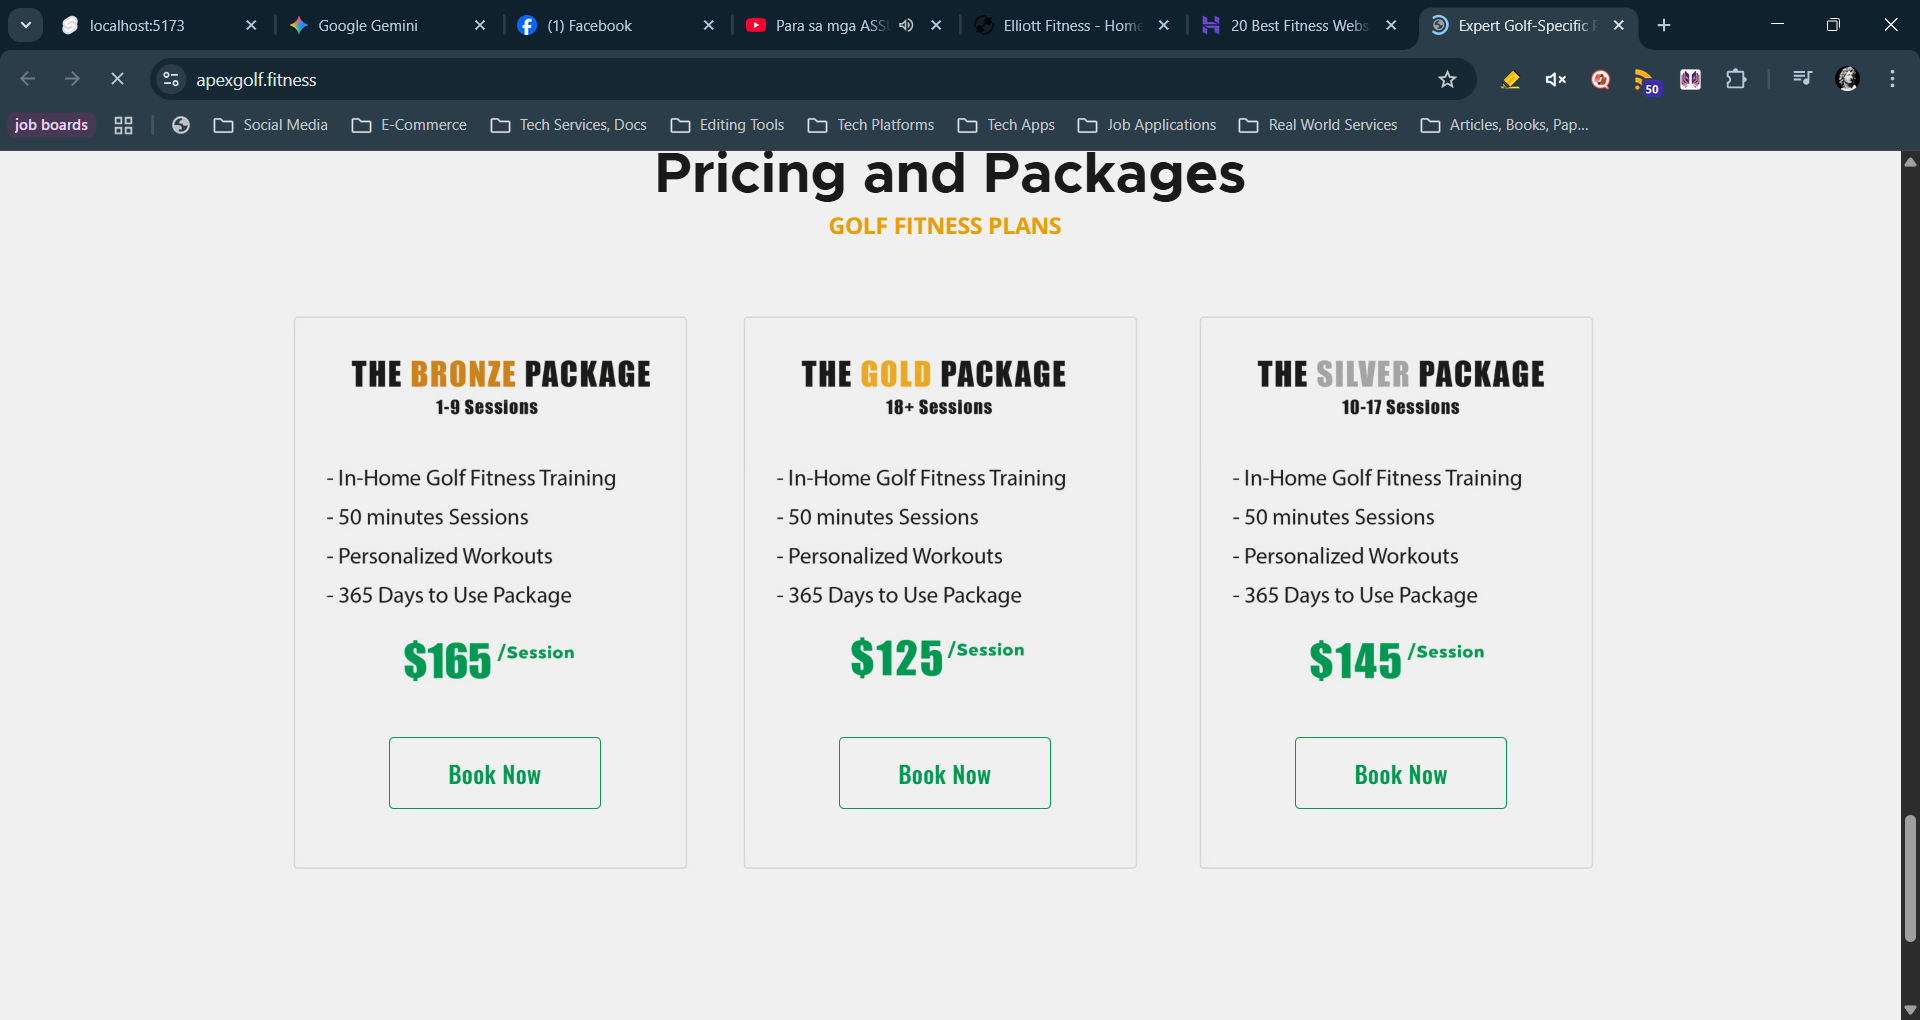 localhost:5173
Google Gemini
(1) Facebook
Para sa mga ASS
Elliott Fitness - Home
20 Best Fitness Webs
Expert Golf-Specific
apexgolf.fitness
50
job boards
Social Media
E-Commerce
Tech Services, Docs
Editing Tools
Tech Platforms
Tech Apps
Job Applications
Real World Services
Articles, Books, Pap...
Pricing and Packages
GOLF FITNESS PLANS
THE BRONZE PACKAGE
1-9 Sessions
- In-Home Golf Fitness Training
- 50 minutes Sessions
- Personalized Workouts
- 365 Days to Use Package
$165 /Session
Book Now
THE GOLD PACKAGE
18+ Sessions
- In-Home Golf Fitness Training
- 50 minutes Sessions
- Personalized Workouts
- 365 Days to Use Package
$125 /Session
Book Now
THE SILVER PACKAGE
10-17 Sessions
- In-Home Golf Fitness Training
- 50 minutes Sessions
- Personalized Workouts
- 365 Days to Use Package
$145 /Session
Book Now